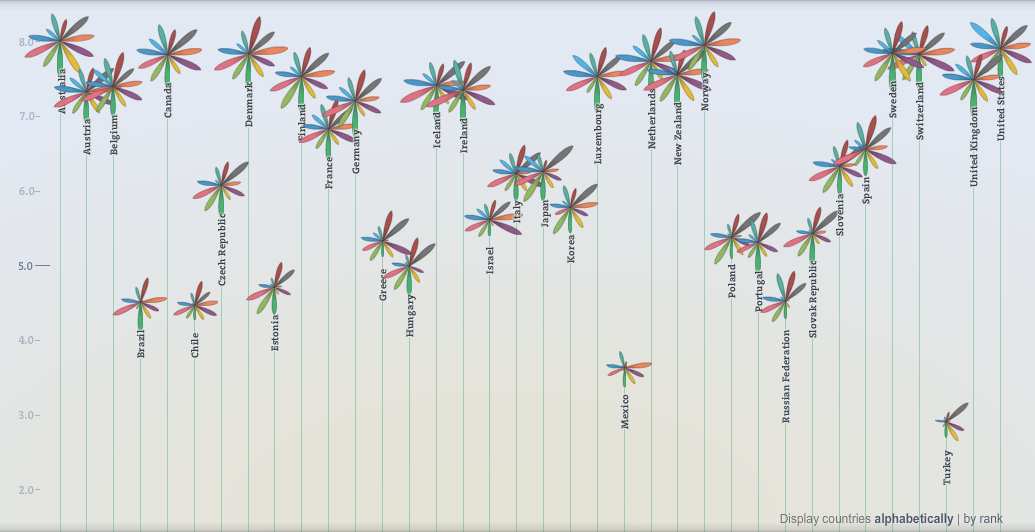 8.0
7.0
6.0
5.0
4.0
3.0
2.0
Australia
Austria
Belgium
Brazil
Canada
Chile
Czech Republic
Denmark
Estonia
Finland
France
Germany
Greece
Hungary
Iceland
Ireland
Israel
Italy
Japan
Korea
Luxembourg
Mexico
Netherlands
New Zealand
Norway
Poland
Portugal
Russian Federation
Slovak Republic
Slovenia
Spain
Sweden
Switzerland
Turkey
United Kingdom
United States
Display countries alphabetically | by rank